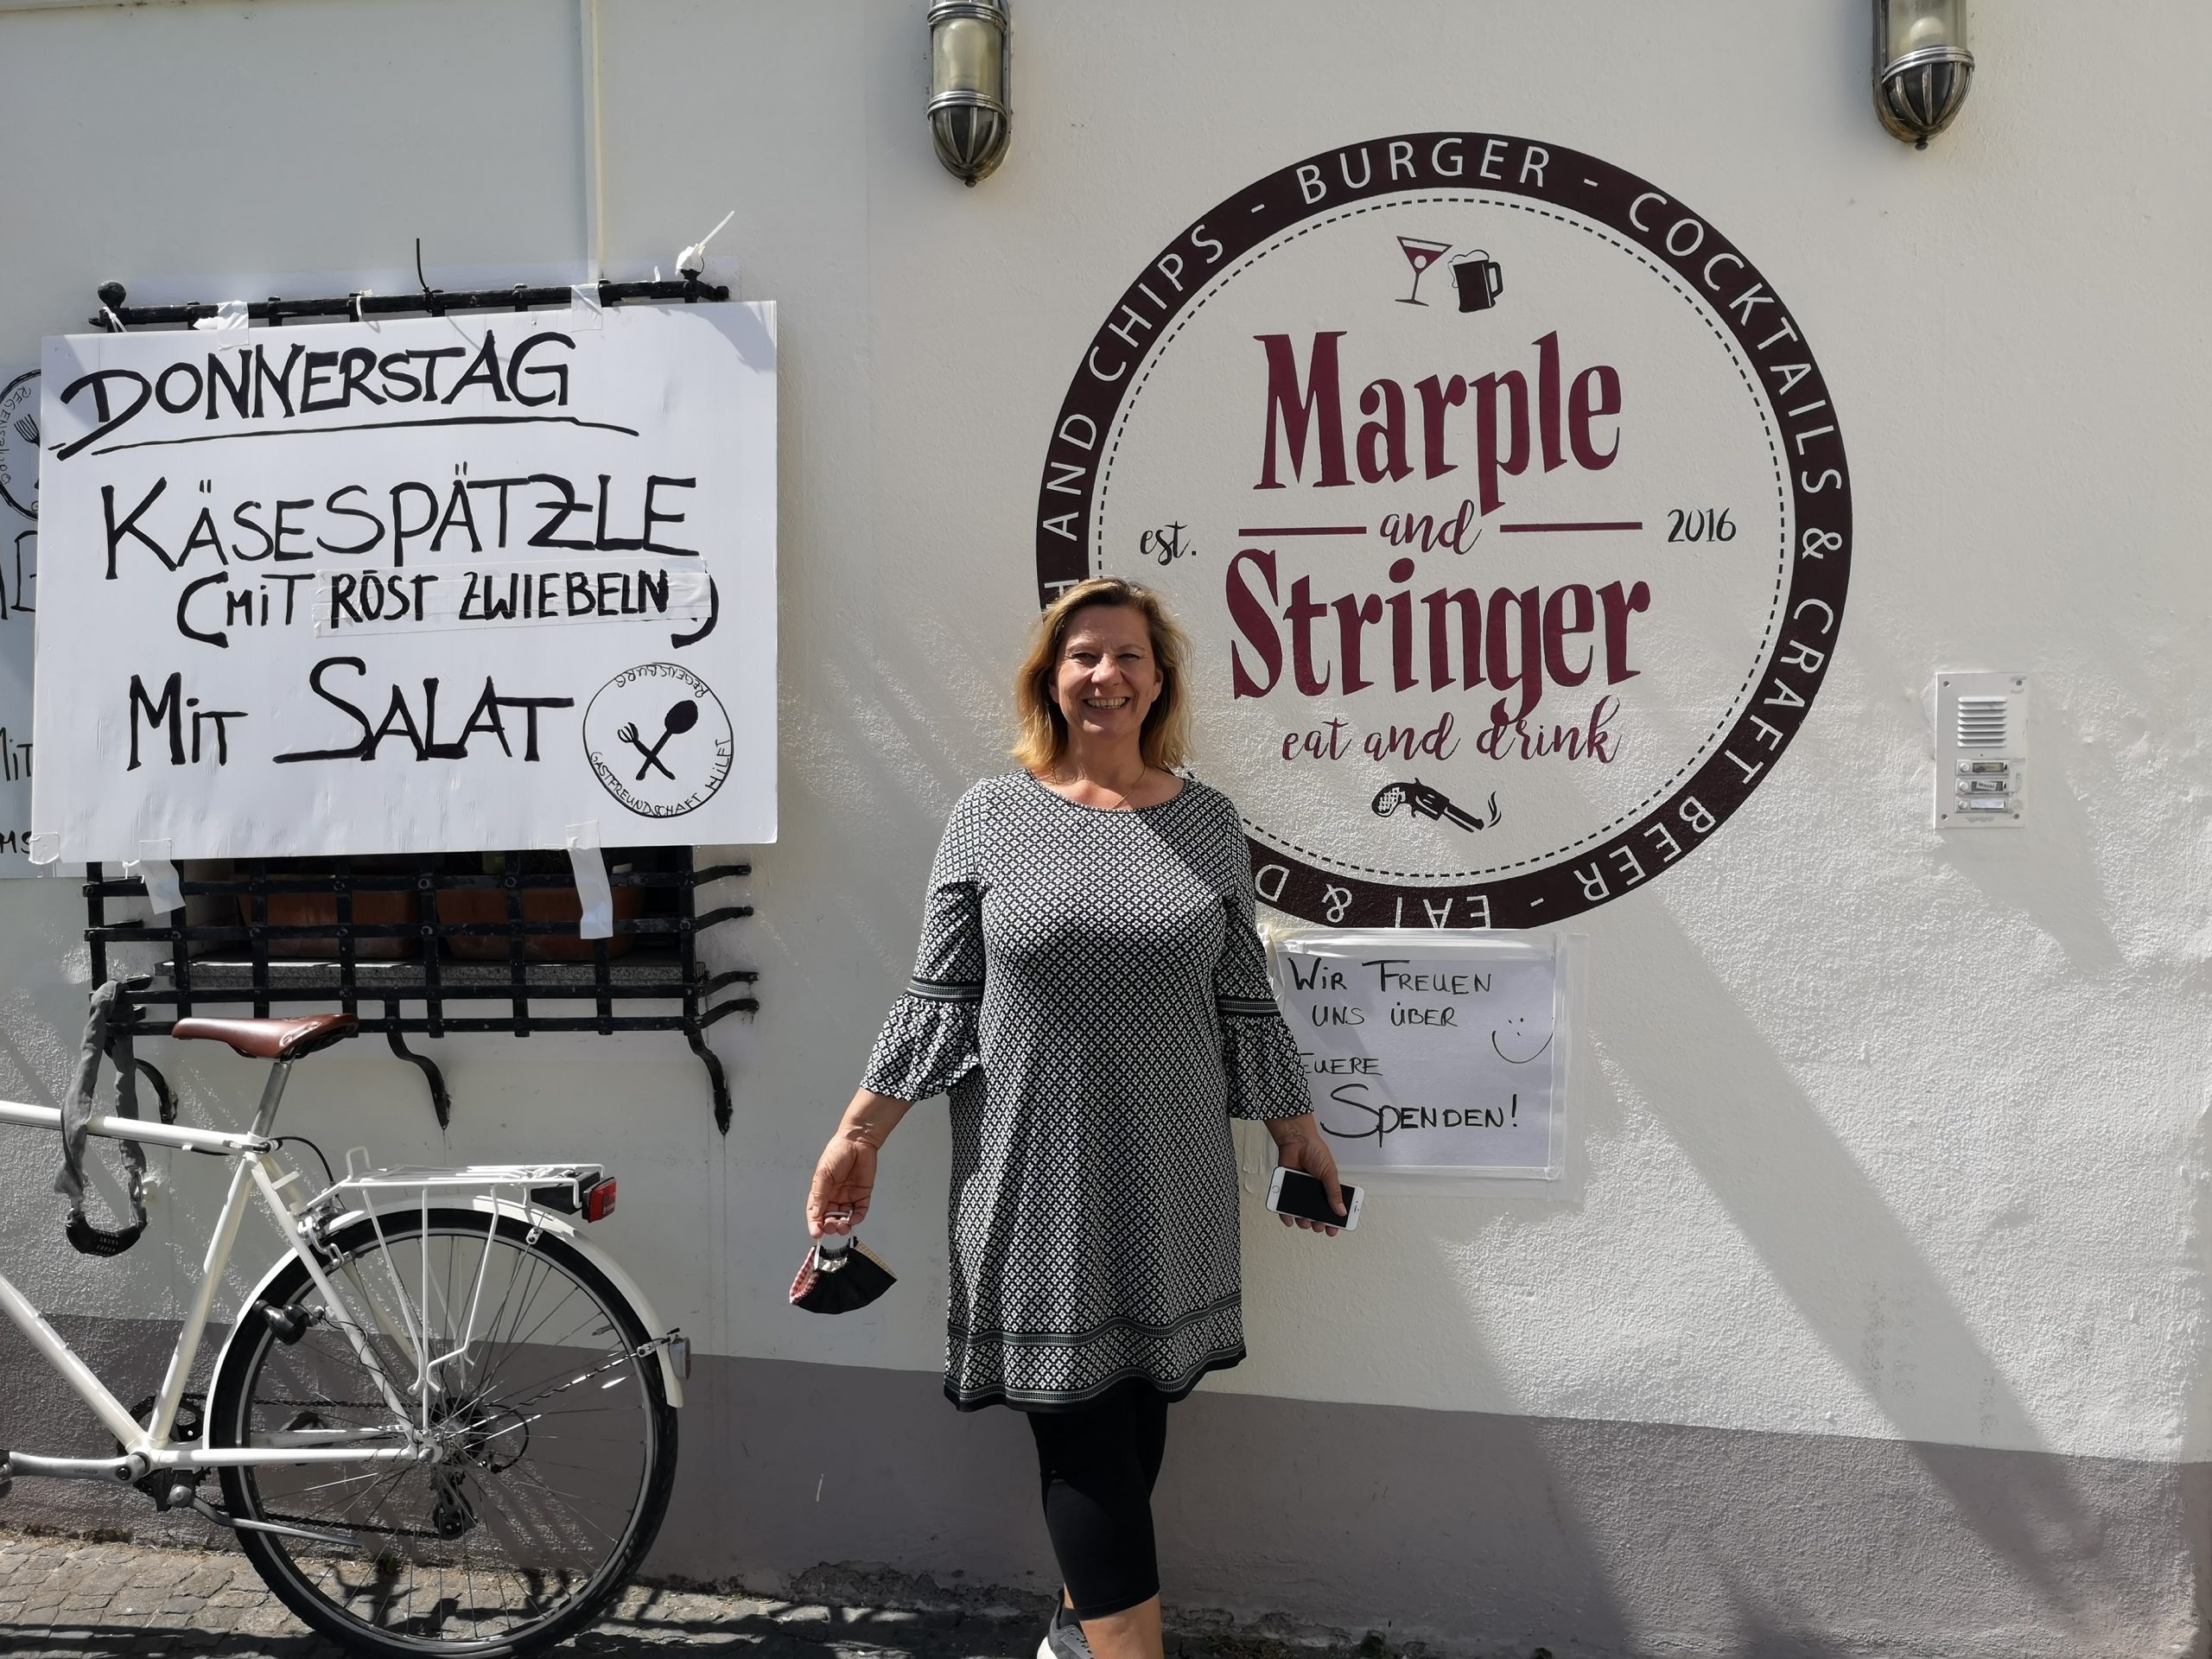 DONNERSTAG
KÄSESPÄTZLE
(MIT RÖST ZWIEBELN)
MIT SALAT
REGENSBURG
GASTFREUNDSCHAFT HILFT
AND CHIPS - BURGER - COCKTAILS & CRAFT BEER - EAT & D
Marple
and
est. 2016
Stringer
eat and drink
WIR FREUEN
UNS ÜBER
EUERE
SPENDEN!